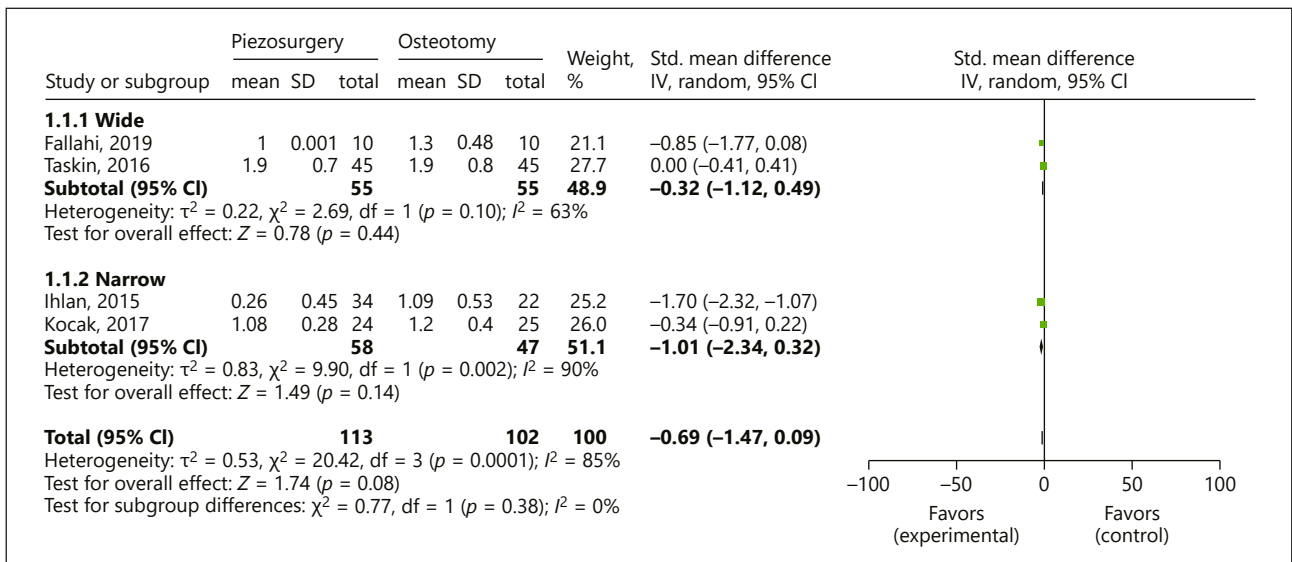 Piezosurgery Osteotomy
Study or subgroup mean SD total mean SD total Weight, % Std. mean difference IV, random, 95% CI Std. mean difference IV, random, 95% CI
1.1.1 Wide
Fallahi, 2019 1 0.001 10 1.3 0.48 10 21.1 –0.85 (–1.77, 0.08)
Taskin, 2016 1.9 0.7 45 1.9 0.8 45 27.7 0.00 (–0.41, 0.41)
Subtotal (95% CI) 55 55 48.9 –0.32 (–1.12, 0.49)
Heterogeneity: τ² = 0.22, χ² = 2.69, df = 1 (p = 0.10); I² = 63%
Test for overall effect: Z = 0.78 (p = 0.44)
1.1.2 Narrow
Ihlan, 2015 0.26 0.45 34 1.09 0.53 22 25.2 –1.70 (–2.32, –1.07)
Kocak, 2017 1.08 0.28 24 1.2 0.4 25 26.0 –0.34 (–0.91, 0.22)
Subtotal (95% CI) 58 47 51.1 –1.01 (–2.34, 0.32)
Heterogeneity: τ² = 0.83, χ² = 9.90, df = 1 (p = 0.002); I² = 90%
Test for overall effect: Z = 1.49 (p = 0.14)
Total (95% CI) 113 102 100 –0.69 (–1.47, 0.09)
Heterogeneity: τ² = 0.53, χ² = 20.42, df = 3 (p = 0.0001); I² = 85%
Test for overall effect: Z = 1.74 (p = 0.08)
Test for subgroup differences: χ² = 0.77, df = 1 (p = 0.38); I² = 0%
–100 –50 0 50 100
Favors (experimental) Favors (control)